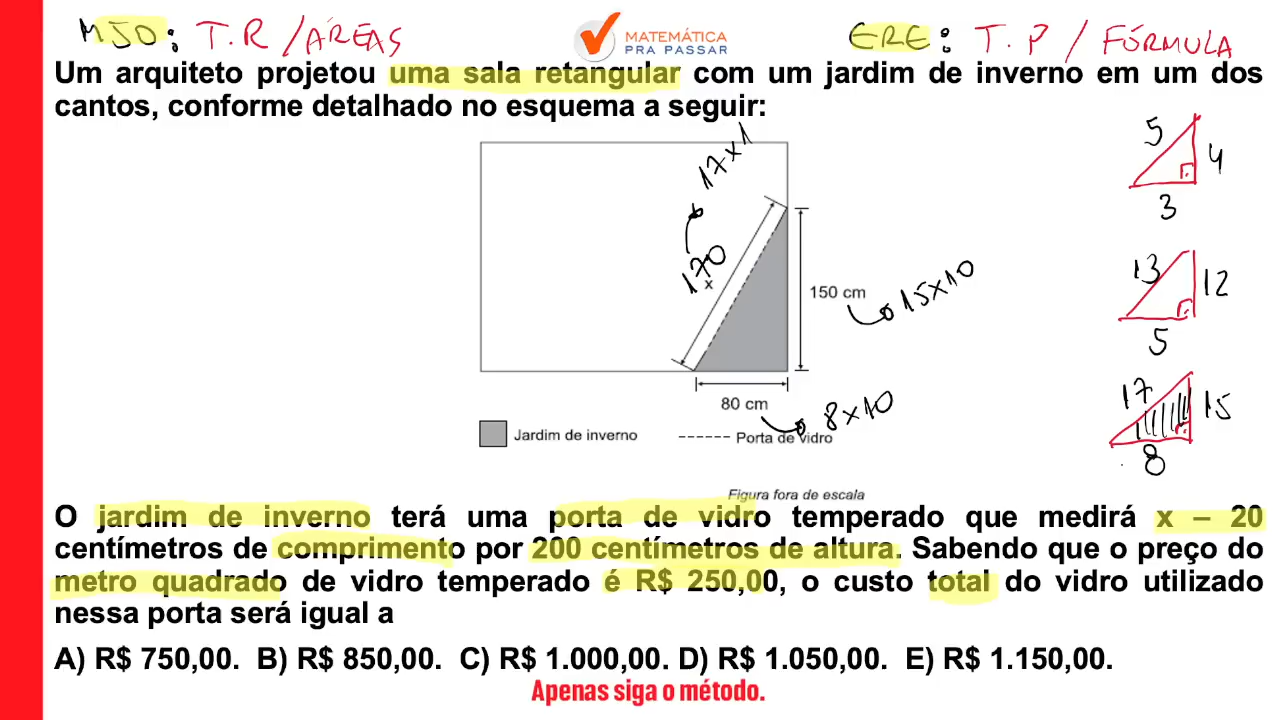 MJO: T.R / ÁREAS
MATEMÁTICA
PRA PASSAR
ERE: T.P / FÓRMULA
Um arquiteto projetou uma sala retangular com um jardim de inverno em um dos
cantos, conforme detalhado no esquema a seguir:
17x1
170
x
150 cm
15x10
80 cm
8x10
Jardim de inverno
Porta de vidro
Figura fora de escala
5
4
3
13
12
5
17
15
8
O jardim de inverno terá uma porta de vidro temperado que medirá x – 20
centímetros de comprimento por 200 centímetros de altura. Sabendo que o preço do
metro quadrado de vidro temperado é R$ 250,00, o custo total do vidro utilizado
nessa porta será igual a
A) R$ 750,00. B) R$ 850,00. C) R$ 1.000,00. D) R$ 1.050,00. E) R$ 1.150,00.
Apenas siga o método.